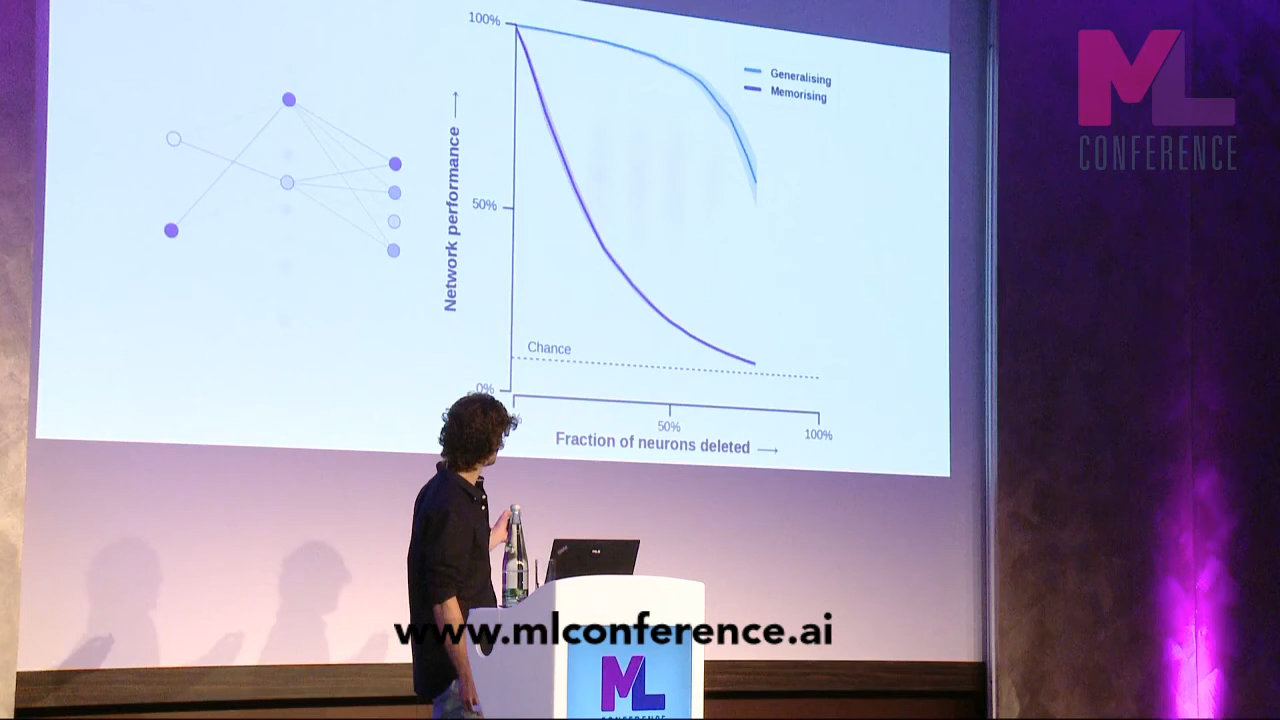 100%
Generalising
Memorising
Network performance
50%
Chance
0%
50%
100%
Fraction of neurons deleted
ML
CONFERENCE
www.mlconference.ai
ML
CONFERENCE